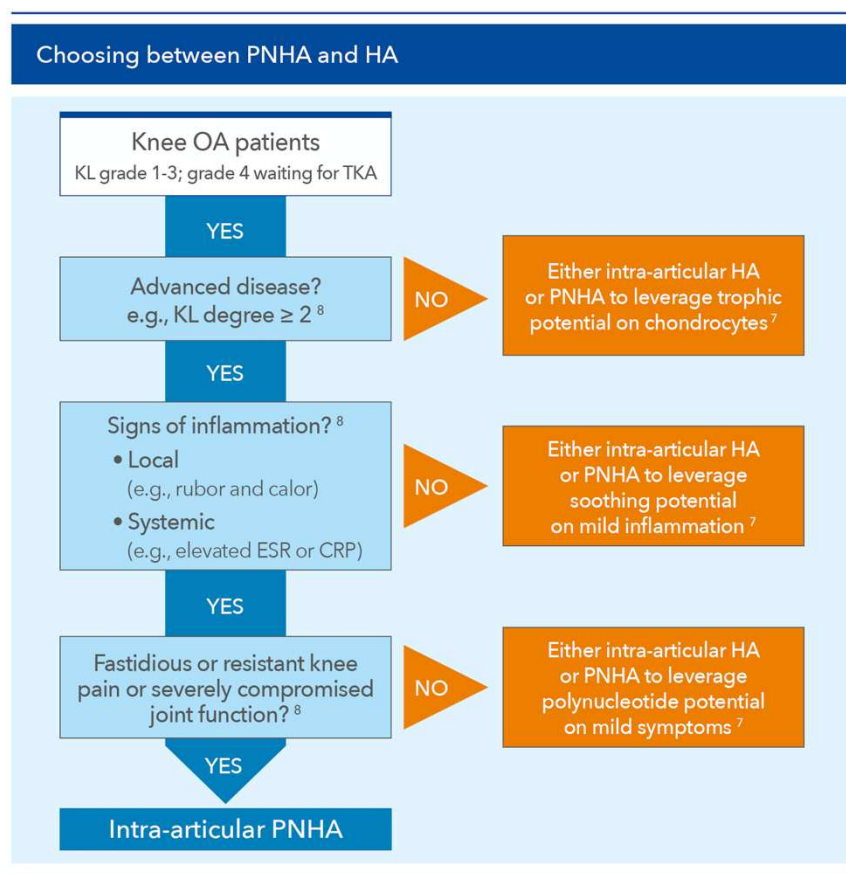 Choosing between PNHA and HA
Knee OA patients
KL grade 1-3; grade 4 waiting for TKA
YES
Advanced disease?
e.g., KL degree ≥ 2 8
NO
Either intra-articular HA
or PNHA to leverage trophic
potential on chondrocytes 7
YES
Signs of inflammation? 8
• Local
(e.g., rubor and calor)
• Systemic
(e.g., elevated ESR or CRP)
NO
Either intra-articular HA
or PNHA to leverage
soothing potential
on mild inflammation 7
YES
Fastidious or resistant knee
pain or severely compromised
joint function? 8
NO
Either intra-articular HA
or PNHA to leverage
polynucleotide potential
on mild symptoms 7
YES
Intra-articular PNHA